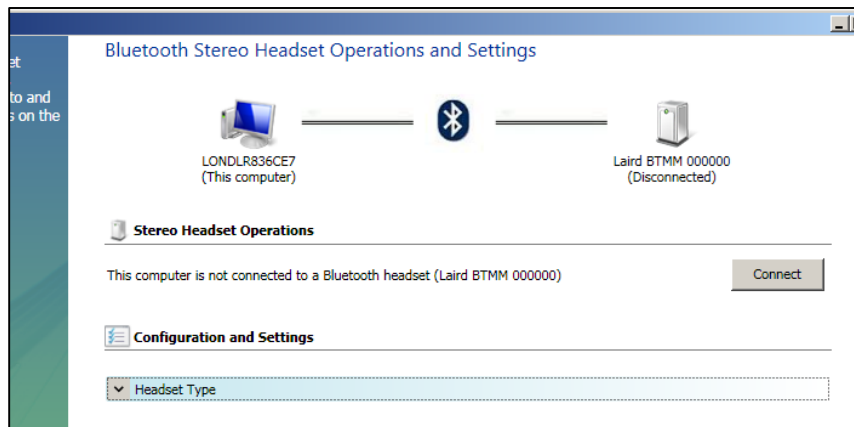 et
to and
s on the
Bluetooth Stereo Headset Operations and Settings
LONDLR836CE7
(This computer)
Laird BTMM 000000
(Disconnected)
Stereo Headset Operations
This computer is not connected to a Bluetooth headset (Laird BTMM 000000)
Connect
Configuration and Settings
Headset Type